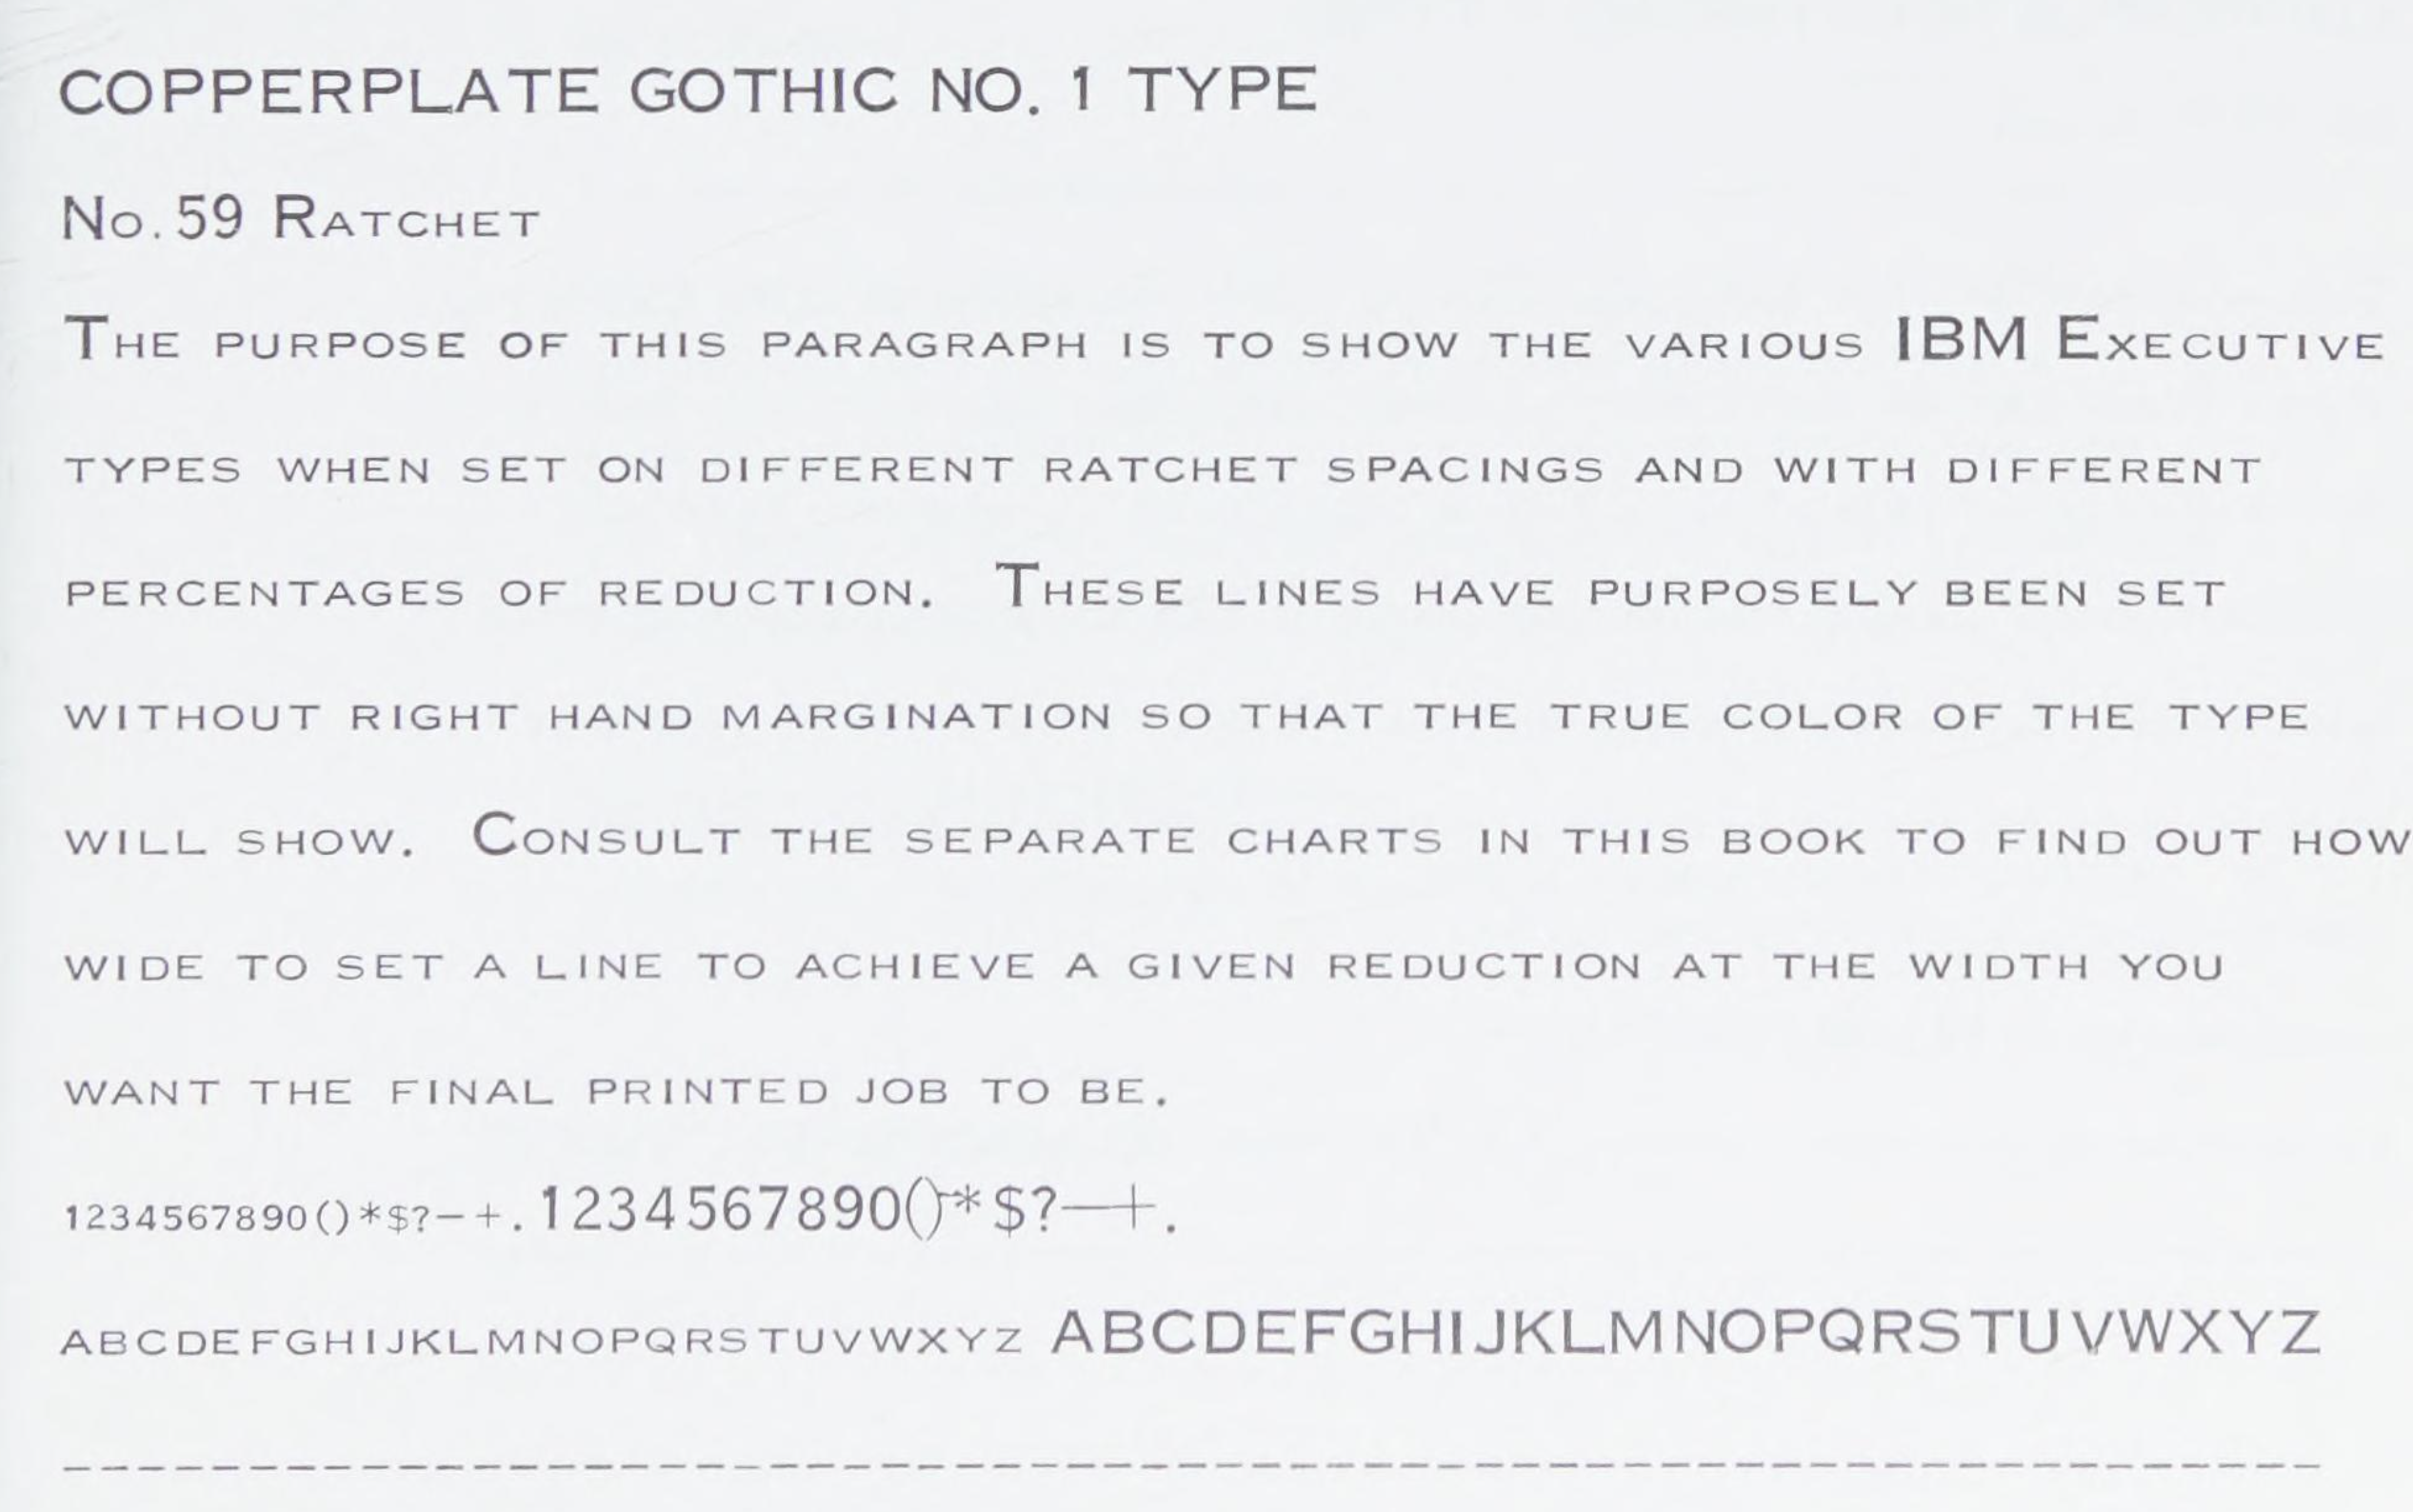 COPPERPLATE GOTHIC NO. 1 TYPE
No. 59 Ratchet
The purpose of this paragraph is to show the various IBM Executive
types when set on different ratchet spacings and with different
percentages of reduction. These lines have purposely been set
without right hand margination so that the true color of the type
will show. Consult the separate charts in this book to find out how
wide to set a line to achieve a given reduction at the width you
want the final printed job to be.
1234567890()*$?-+.1234567890()*$?—+.
abcdefghijklmnopqrstuvwxyz ABCDEFGHIJKLMNOPQRSTUVWXYZ